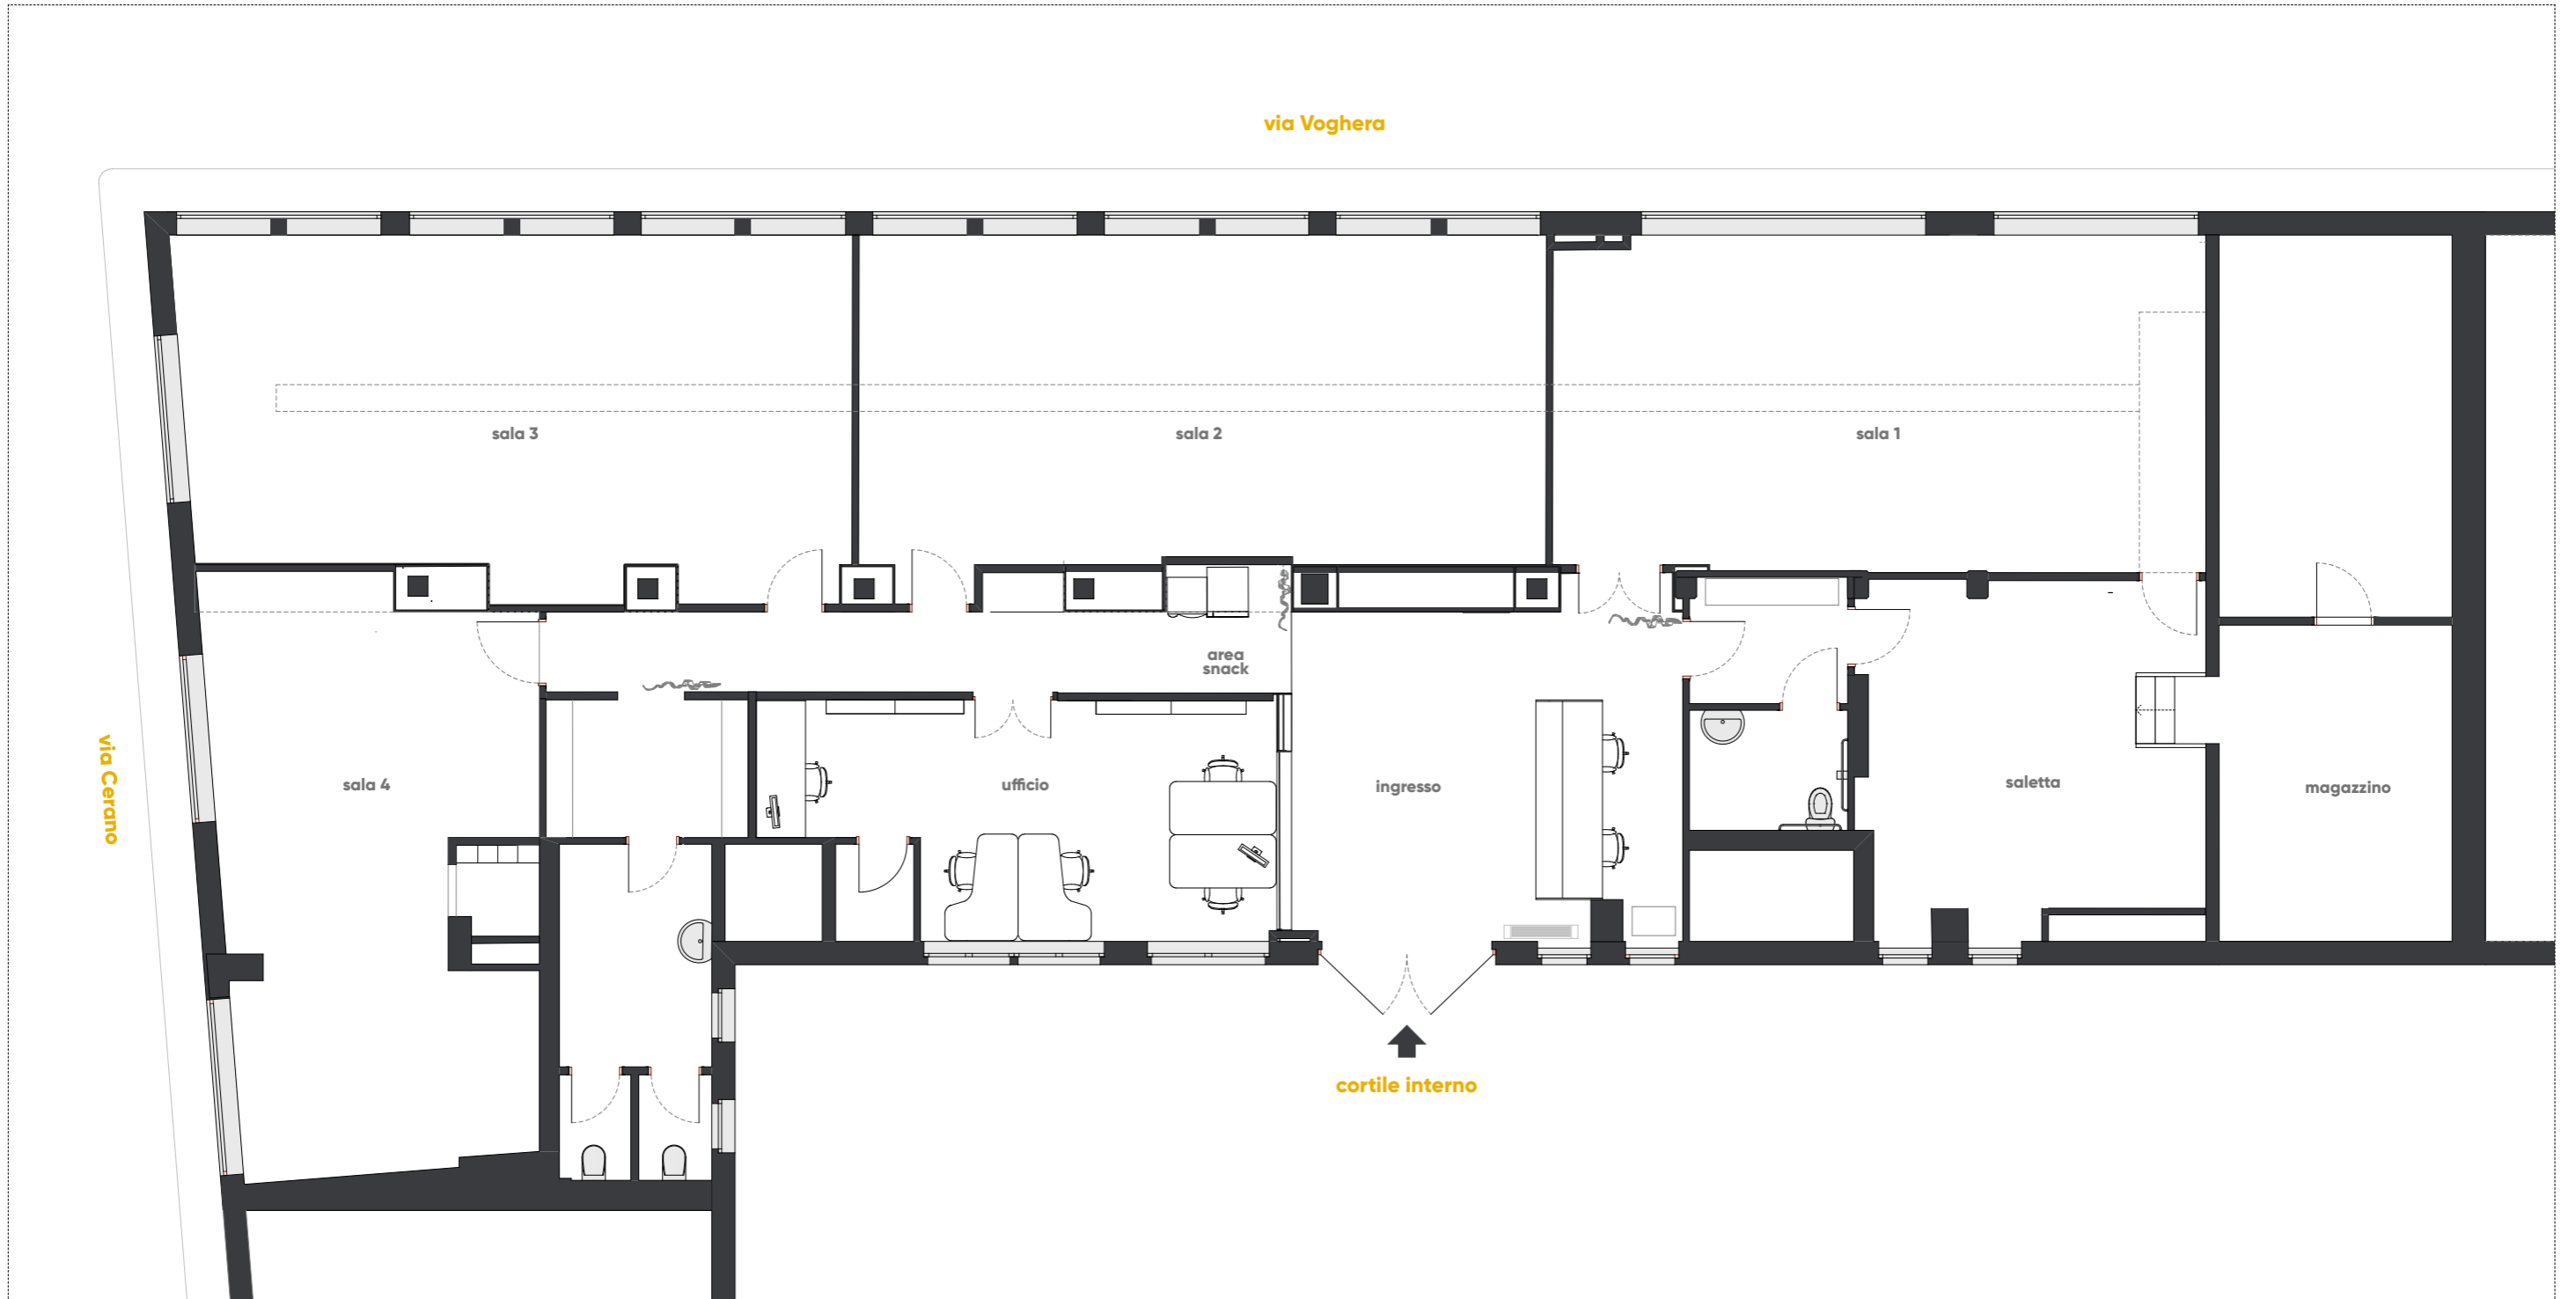 via Voghera
sala 3
sala 2
sala 1
area
snack
via Cerano
sala 4
ufficio
ingresso
saletta
magazzino
cortile interno